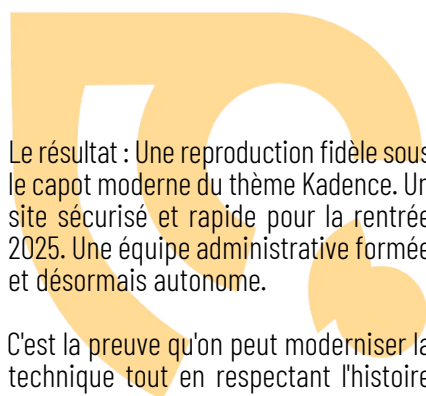 Le résultat : Une reproduction fidèle sous
le capot moderne du thème Kadence. Un
site sécurisé et rapide pour la rentrée
2025. Une équipe administrative formée
et désormais autonome.
C'est la preuve qu'on peut moderniser la
technique tout en respectant l'histoire